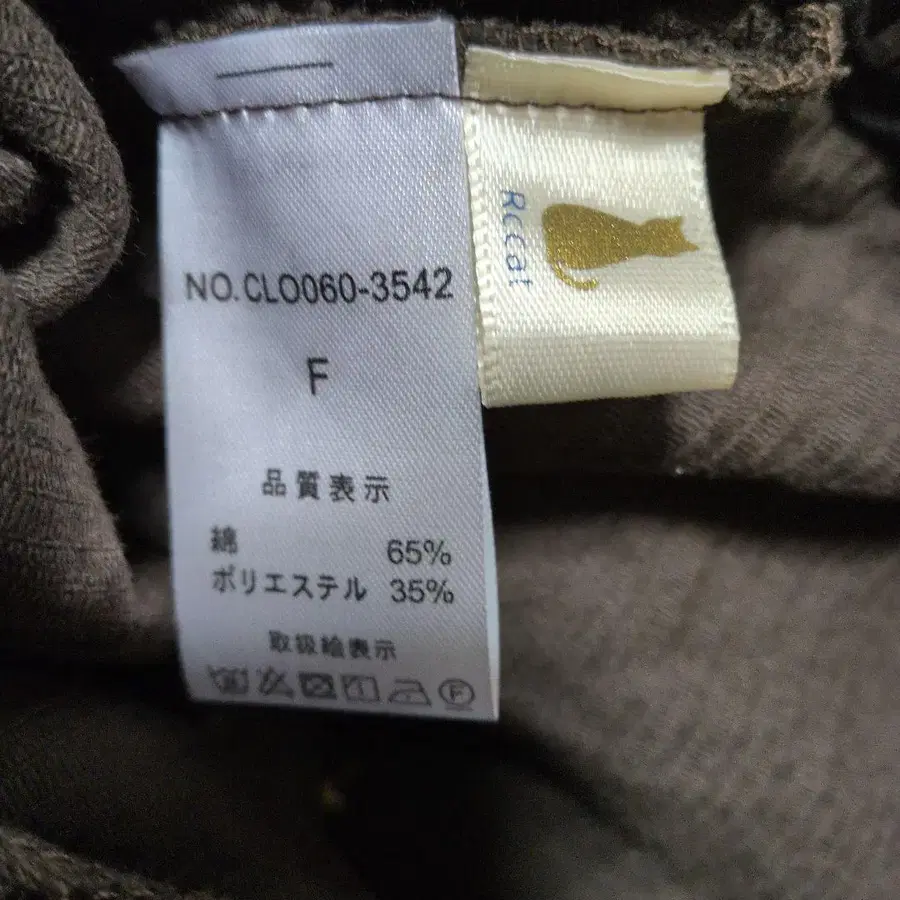 NO.CLO060-3542
F
品質表示
綿 65%
ポリエステル 35%
取扱絵表示
F
Rccat